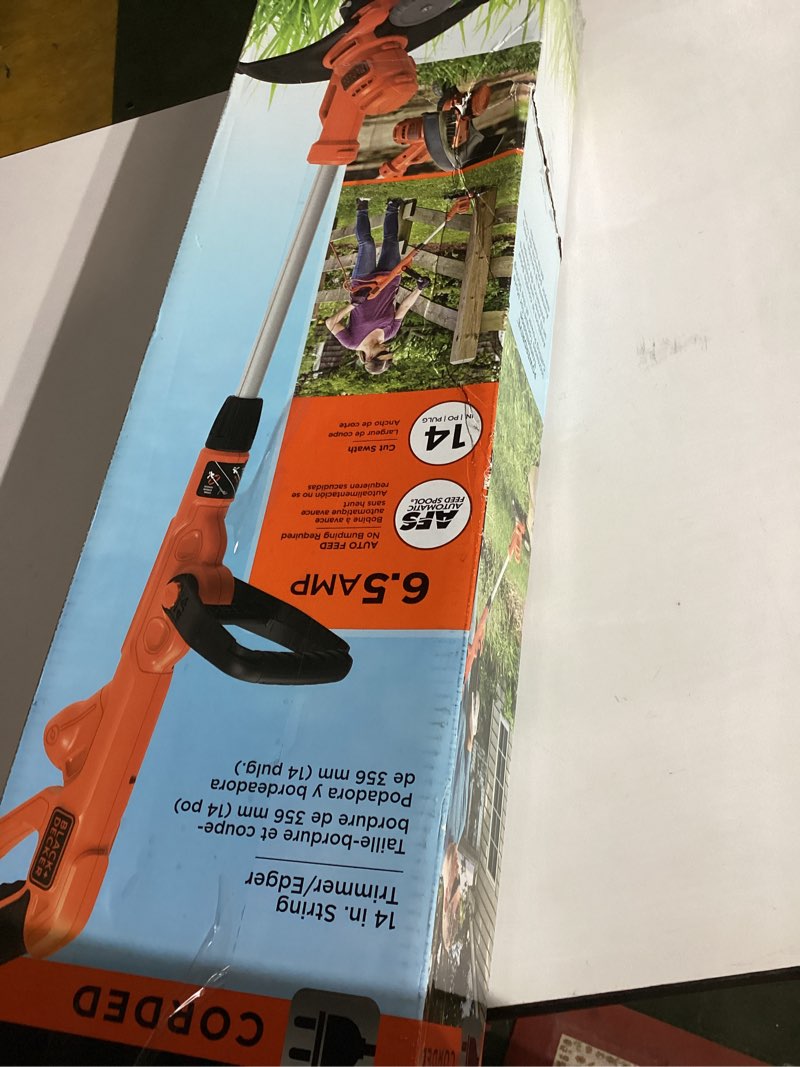 CORDED
14 in. String
Trimmer/Edger
Taille-bordure et coupe-
bordure de 356 mm (14 po)
Podadora y bordeadora
de 356 mm (14 pulg.)
BLACK+
DECKER
6.5 AMP
AFS
AUTOMATIC
FEED SPOOL®
AUTO FEED
No Bumping Required
Bobine à avance
automatique avance
sans heurt
Autoalimentación no se
requieren sacudidas
14
IN | PO | PULG
Cut Swath
Largeur de coupe
Ancho de corte